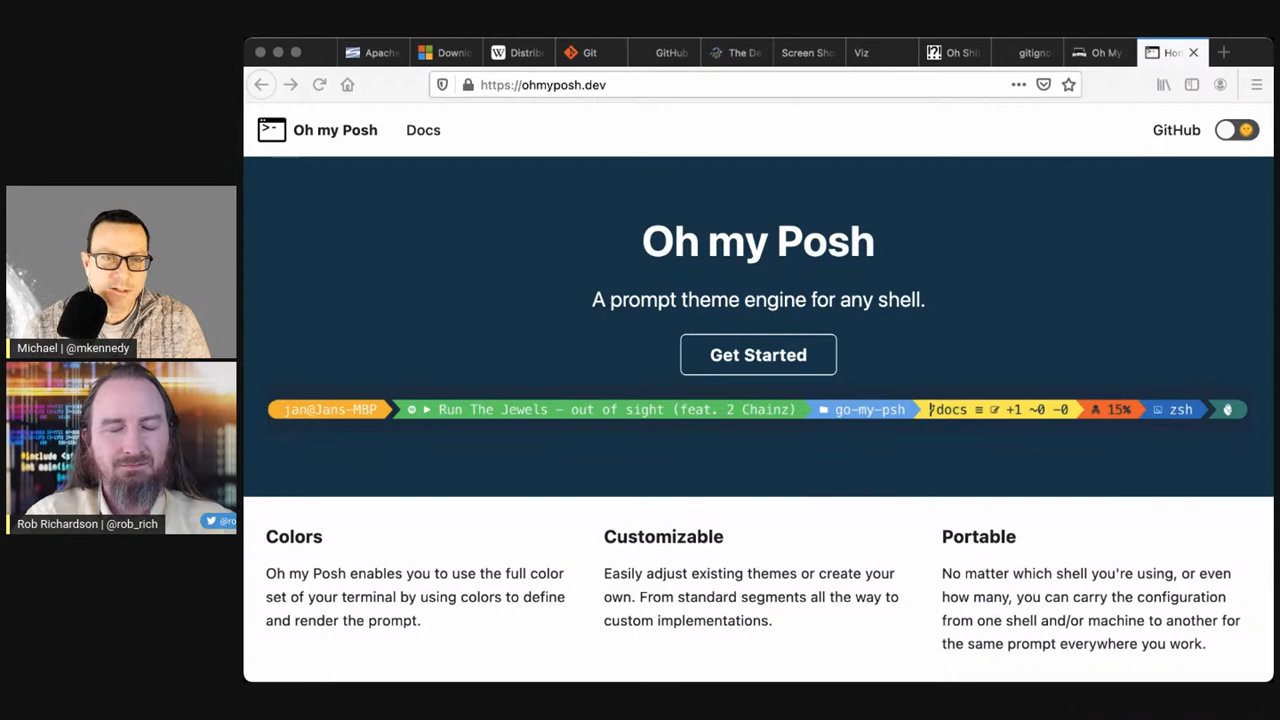 Apache
Downlo
Distrib
Git
GitHub
The De
Screen Sho
Viz
Oh Shi
gitigno
Oh My
Hor
https://ohmyposh.dev
Oh my Posh
Docs
GitHub
Oh my Posh
A prompt theme engine for any shell.
Get Started
jan@Jans-MBP
Run The Jewels – out of sight (feat. 2 Chainz)
go-my-psh
docs ≡ +1 ~0 -0
15%
zsh
Colors
Oh my Posh enables you to use the full color
set of your terminal by using colors to define
and render the prompt.
Customizable
Easily adjust existing themes or create your
own. From standard segments all the way to
custom implementations.
Portable
No matter which shell you're using, or even
how many, you can carry the configuration
from one shell and/or machine to another for
the same prompt everywhere you work.
Michael | @mkennedy
Rob Richardson | @rob_rich
@ro